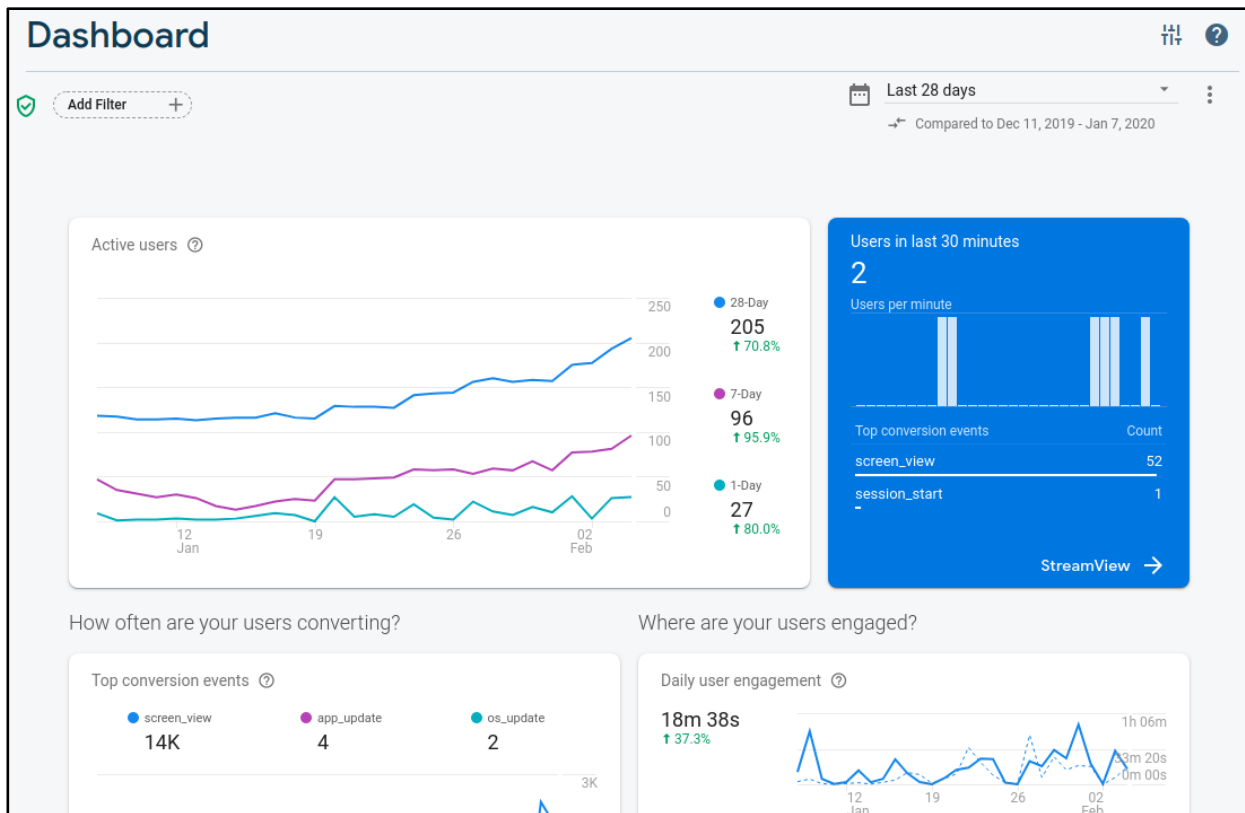 Dashboard
Add Filter
Last 28 days
Compared to Dec 11, 2019 - Jan 7, 2020
Active users
250
200
150
100
50
0
12
Jan
19
26
02
Feb
28-Day
205
70.8%
7-Day
96
95.9%
1-Day
27
80.0%
Users in last 30 minutes
2
Users per minute
Top conversion events Count
screen_view 52
session_start 1
StreamView
How often are your users converting?
Top conversion events
screen_view app_update os_update
14K 4 2
3K
Where are your users engaged?
Daily user engagement
18m 38s
37.3%
1h 06m
33m 20s
0m 00s
12
Jan
19
26
02
Feb